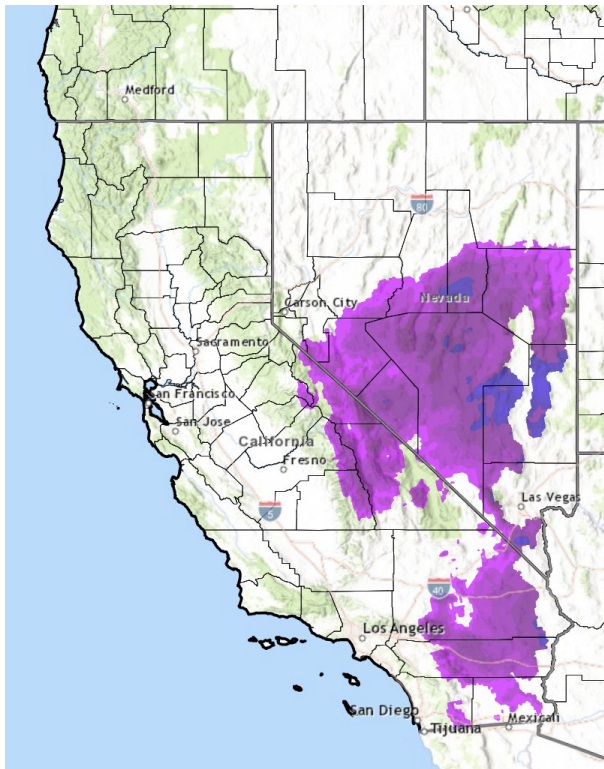 Medford
80
Carson City
Nevada
Sacramento
San Francisco
San Jose
California
Fresno
5
Las Vegas
40
Los Angeles
San Diego
Mexicali
Tijuana